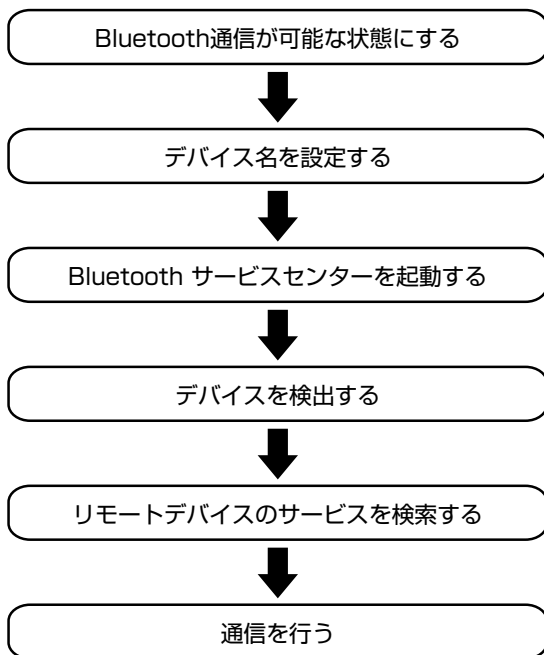 Bluetooth通信が可能な状態にする
デバイス名を設定する
Bluetooth サービスセンターを起動する
デバイスを検出する
リモートデバイスのサービスを検索する
通信を行う